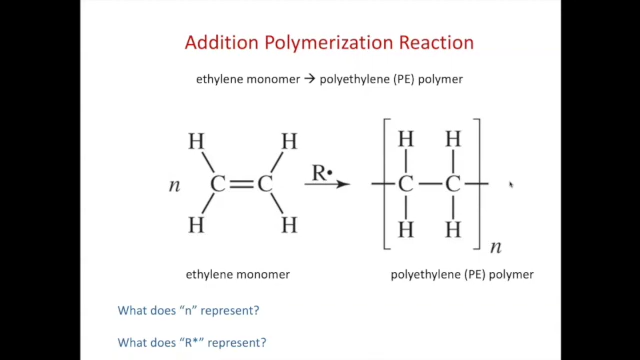 Addition Polymerization Reaction
ethylene monomer → polyethylene (PE) polymer
H H H H
n C=C R• C C
H H H H
n
ethylene monomer polyethylene (PE) polymer
What does “n” represent?
What does “R*” represent?